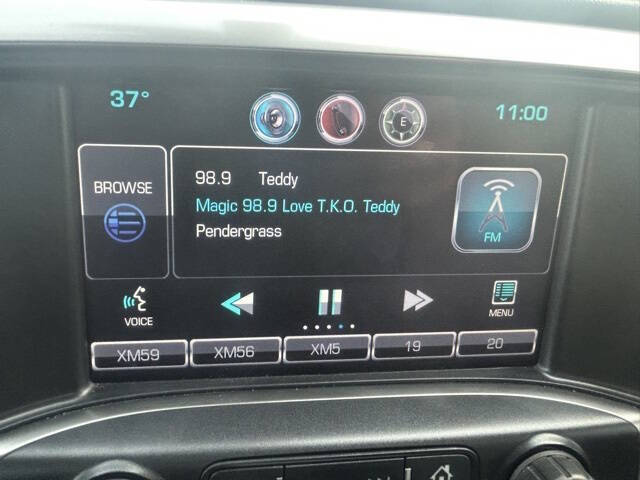 37° 11:00
E
BROWSE
98.9 Teddy
Magic 98.9 Love T.K.O. Teddy
Pendergrass
FM
VOICE
MENU
XM59 XM56 XM5 19 20